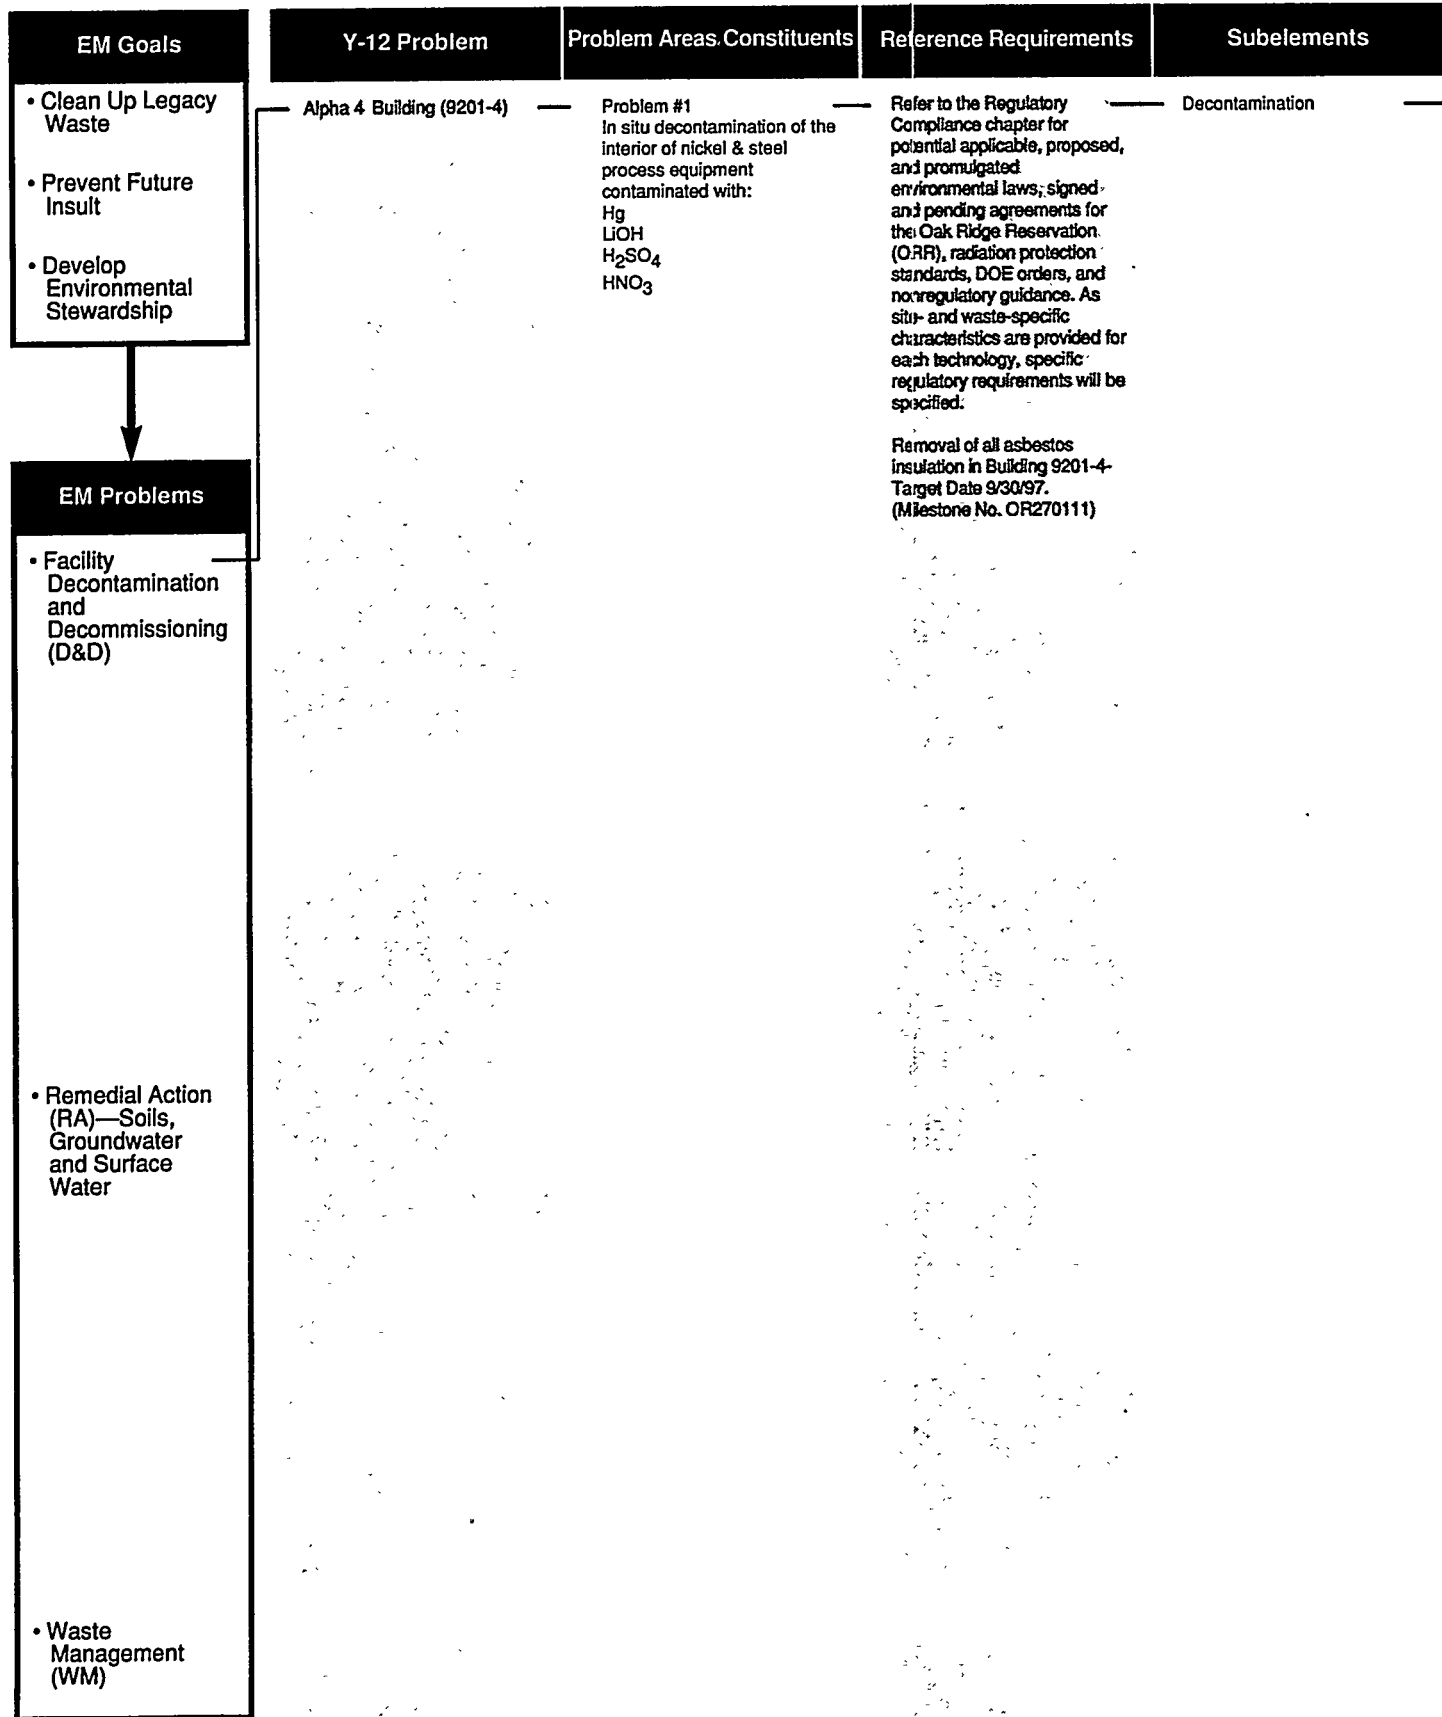 EM Goals
• Clean Up Legacy
Waste
• Prevent Future
Insult
• Develop
Environmental
Stewardship
EM Problems
• Facility
Decontamination
and
Decommissioning
(D&D)
• Remedial Action
(RA)—Soils,
Groundwater
and Surface
Water
• Waste
Management
(WM)
Y-12 Problem
Alpha 4 Building (9201-4)
Problem Areas.Constituents
Problem #1
In situ decontamination of the
interior of nickel & steel
process equipment
contaminated with:
Hg
LiOH
H₂SO₄
HNO₃
Reference Requirements
Refer to the Regulatory
Compliance chapter for
potential applicable, proposed,
and promulgated
environmental laws; signed
and pending agreements for
the Oak Ridge Reservation
(ORR), radiation protection
standards, DOE orders, and
nonregulatory guidance. As
site- and waste-specific
characteristics are provided for
each technology, specific
regulatory requirements will be
specified.
Removal of all asbestos
insulation in Building 9201-4-
Target Date 9/30/97.
(Milestone No. OR270111)
Subelements
Decontamination